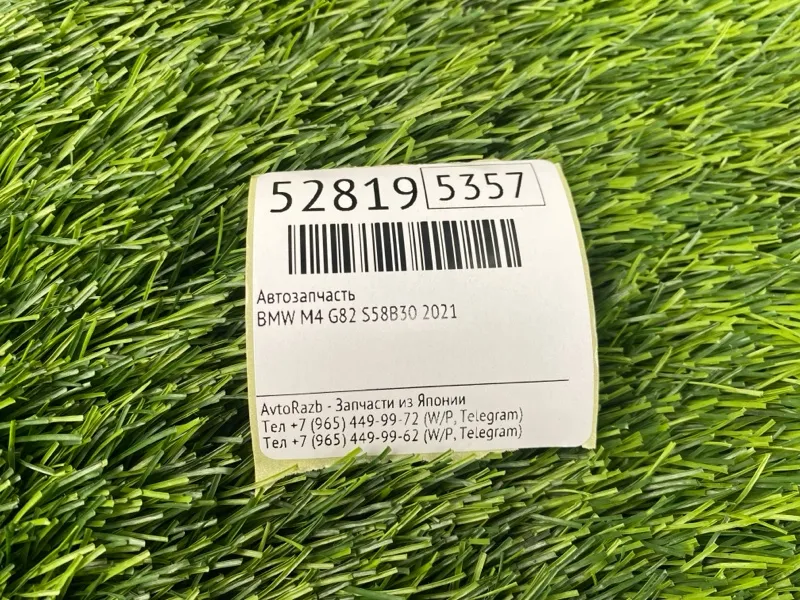 52819 5357
Автозапчасть
BMW M4 G82 S58B30 2021
AvtoRazb - Запчасти из Японии
Тел +7 (965) 449-99-72 (W/P, Telegram)
Тел +7 (965) 449-99-62 (W/P, Telegram)